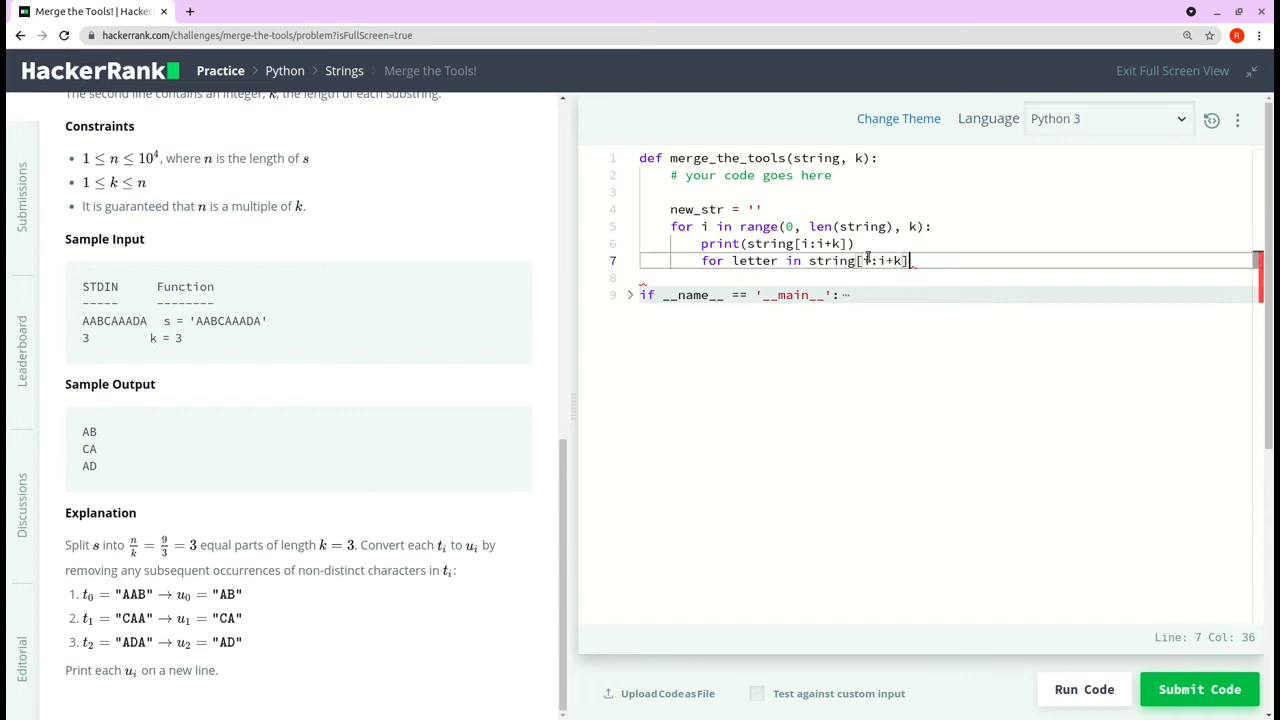 Merge the Tools! | HackerR
hackerrank.com/challenges/merge-the-tools/problem?isFullScreen=true
R
HackerRank
Practice
Python
Strings
Merge the Tools!
Exit Full Screen View
Submissions
Leaderboard
Discussions
Editorial
The second line contains an integer, k, the length of each substring.
Constraints
• 1 ≤ n ≤ 10⁴, where n is the length of s
• 1 ≤ k ≤ n
• It is guaranteed that n is a multiple of k.
Sample Input
STDIN Function
----- --------
AABCAAADA s = 'AABCAAADA'
3 k = 3
Sample Output
AB
CA
AD
Explanation
Split s into n/k = 9/3 = 3 equal parts of length k = 3. Convert each tᵢ to uᵢ by
removing any subsequent occurrences of non-distinct characters in tᵢ:
1. t₀ = "AAB" → u₀ = "AB"
2. t₁ = "CAA" → u₁ = "CA"
3. t₂ = "ADA" → u₂ = "AD"
Print each uᵢ on a new line.
Change Theme
Language
Python 3
1 def merge_the_tools(string, k):
2 # your code goes here
3
4 new_str = ''
5 for i in range(0, len(string), k):
6 print(string[i:i+k])
7 for letter in string[i:i+k]
8
9 if __name__ == '__main__':
Line: 7 Col: 36
Upload Code as File
Test against custom input
Run Code
Submit Code